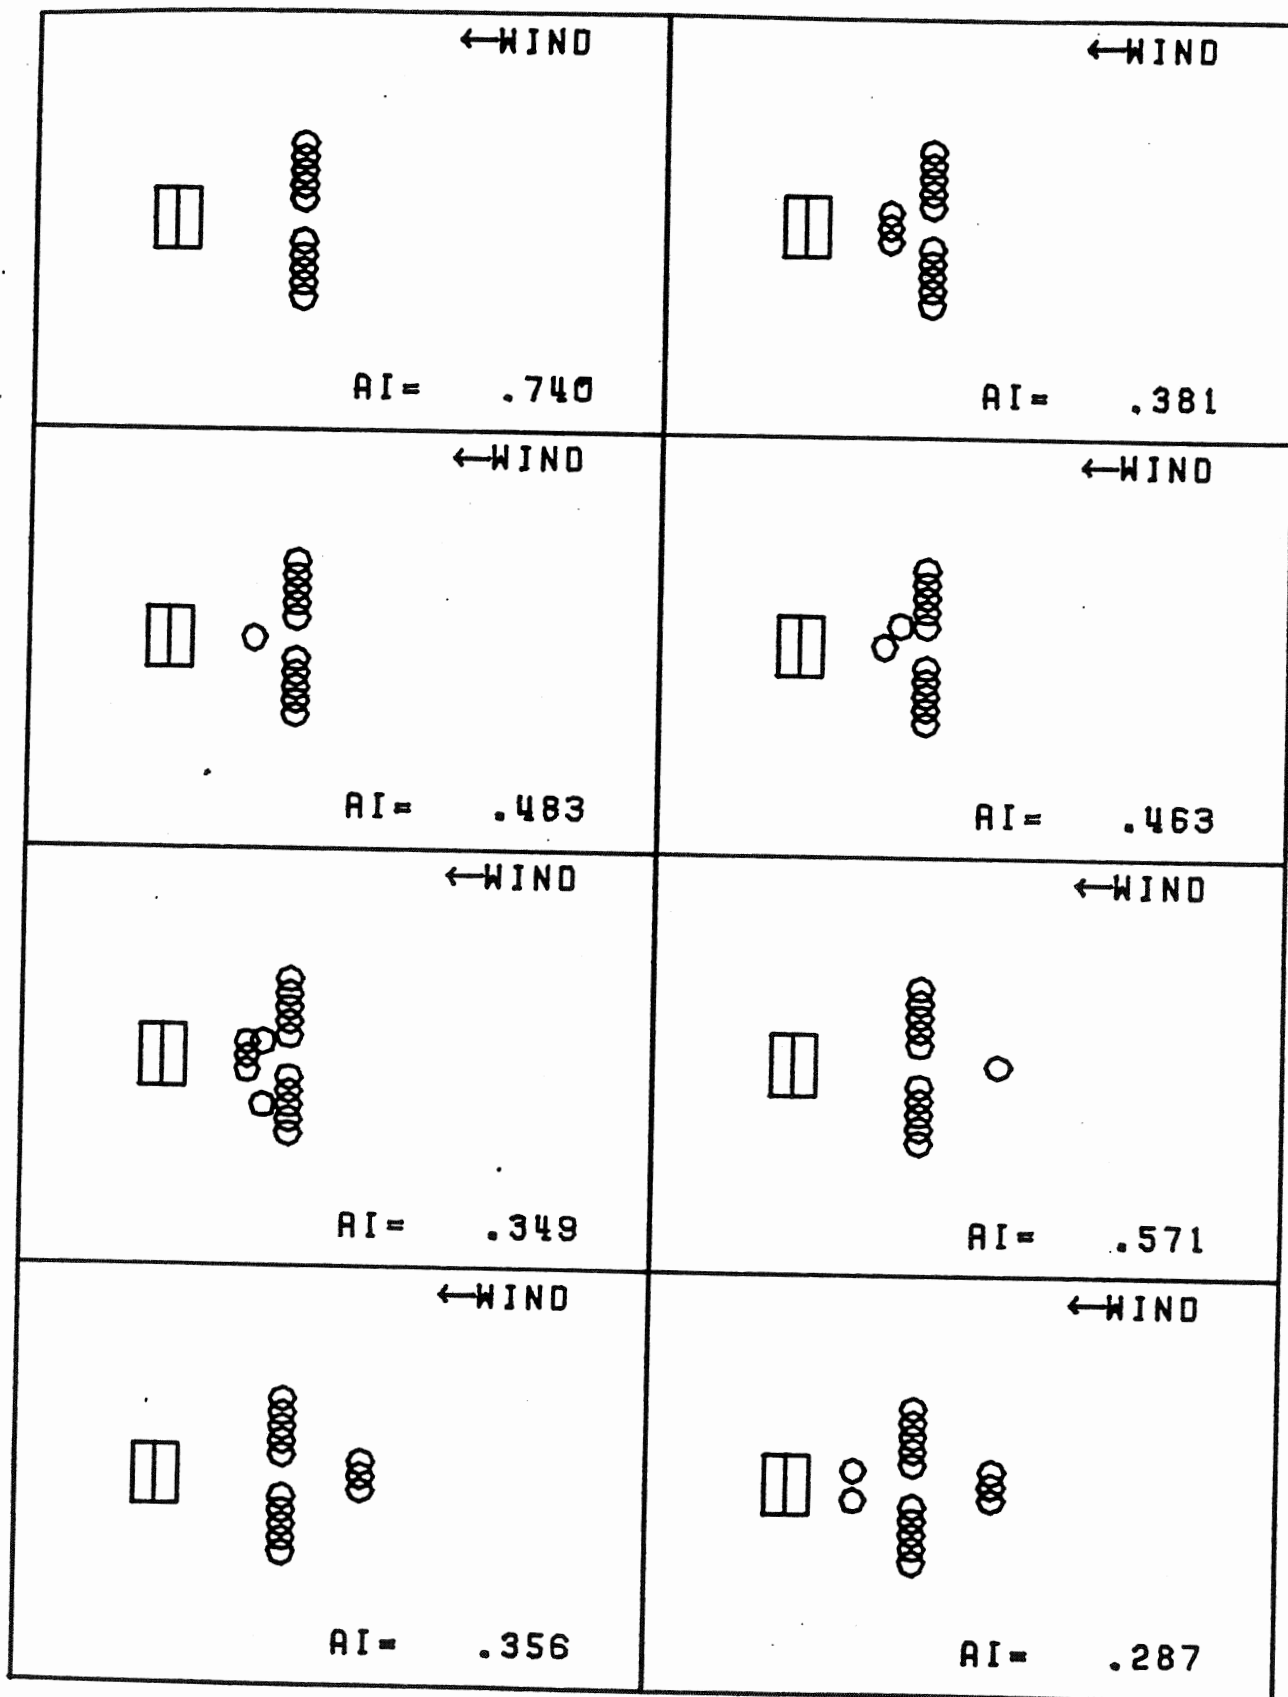 ←WIND
AI= .740
←WIND
AI= .381
←WIND
AI= .483
←WIND
AI= .463
←WIND
AI= .349
←WIND
AI= .571
←WIND
AI= .356
←WIND
AI= .287